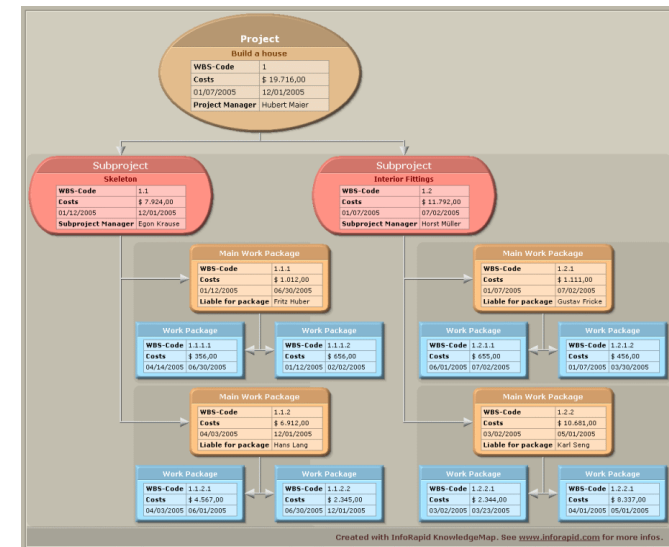 Project
Build a house
WBS-Code 1
Costs $ 19.716,00
01/07/2005 12/01/2005
Project Manager Hubert Maier
Subproject
Skeleton
WBS-Code 1.1
Costs $ 7.924,00
01/12/2005 12/01/2005
Subproject Manager Egon Krause
Subproject
Interior Fittings
WBS-Code 1.2
Costs $ 11.792,00
01/07/2005 07/02/2005
Subproject Manager Horst Müller
Main Work Package
WBS-Code 1.1.1
Costs $ 1.012,00
01/12/2005 06/30/2005
Liable for package Fritz Huber
Main Work Package
WBS-Code 1.2.1
Costs $ 1.111,00
01/07/2005 07/02/2005
Liable for package Gustav Fricke
Work Package
WBS-Code 1.1.1.1
Costs $ 356,00
04/14/2005 06/30/2005
Work Package
WBS-Code 1.1.1.2
Costs $ 656,00
01/12/2005 02/02/2005
Work Package
WBS-Code 1.2.1.1
Costs $ 655,00
06/01/2005 07/02/2005
Work Package
WBS-Code 1.2.1.2
Costs $ 456,00
01/07/2005 03/30/2005
Main Work Package
WBS-Code 1.1.2
Costs $ 6.912,00
04/03/2005 12/01/2005
Liable for package Hans Lang
Main Work Package
WBS-Code 1.2.2
Costs $ 10.681,00
03/02/2005 05/01/2005
Liable for package Karl Seng
Work Package
WBS-Code 1.1.2.1
Costs $ 4.567,00
04/03/2005 06/01/2005
Work Package
WBS-Code 1.1.2.2
Costs $ 2.345,00
06/30/2005 12/01/2005
Work Package
WBS-Code 1.2.2.1
Costs $ 2.344,00
03/02/2005 03/23/2005
Work Package
WBS-Code 1.2.2.1
Costs $ 8.337,00
04/01/2005 05/01/2005
Created with InfoRapid KnowledgeMap. See www.inforapid.com for more infos.